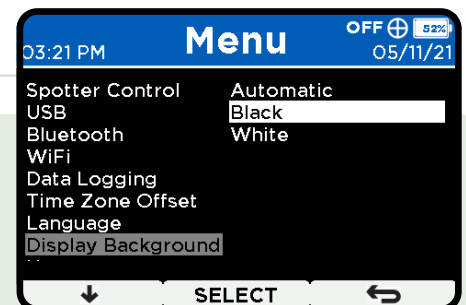 03:21 PM Menu OFF 52% 05/11/21
Spotter Control Automatic
USB Black
Bluetooth White
WiFi
Data Logging
Time Zone Offset
Language
Display Background
SELECT